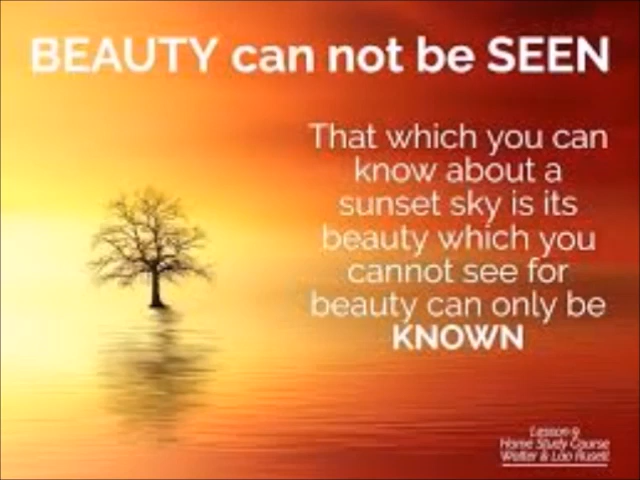 BEAUTY can not be SEEN
That which you can
know about a
sunset sky is its
beauty which you
cannot see for
beauty can only be
KNOWN
Lesson 9
Home Study Course
Walter & Lao Rusell